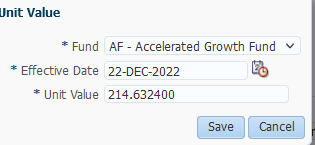 Unit Value
* Fund AF - Accelerated Growth Fund
* Effective Date 22-DEC-2022
* Unit Value 214.632400
Save Cancel